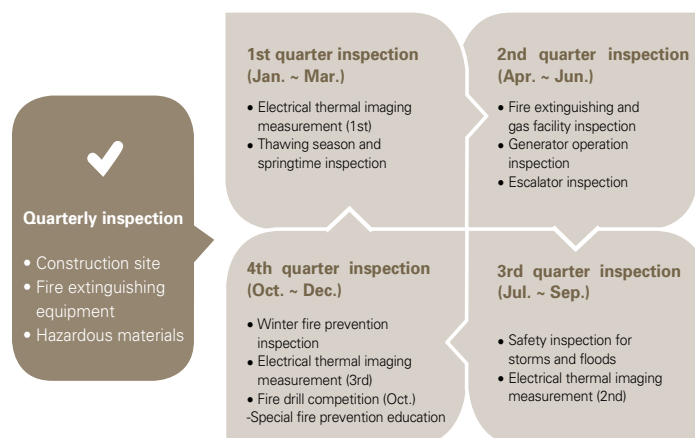 Quarterly inspection
• Construction site
• Fire extinguishing
equipment
• Hazardous materials
1st quarter inspection
(Jan. ~ Mar.)
• Electrical thermal imaging
measurement (1st)
• Thawing season and
springtime inspection
2nd quarter inspection
(Apr. ~ Jun.)
• Fire extinguishing and
gas facility inspection
• Generator operation
inspection
• Escalator inspection
4th quarter inspection
(Oct. ~ Dec.)
• Winter fire prevention
inspection
• Electrical thermal imaging
measurement (3rd)
• Fire drill competition (Oct.)
-Special fire prevention education
3rd quarter inspection
(Jul. ~ Sep.)
• Safety inspection for
storms and floods
• Electrical thermal imaging
measurement (2nd)